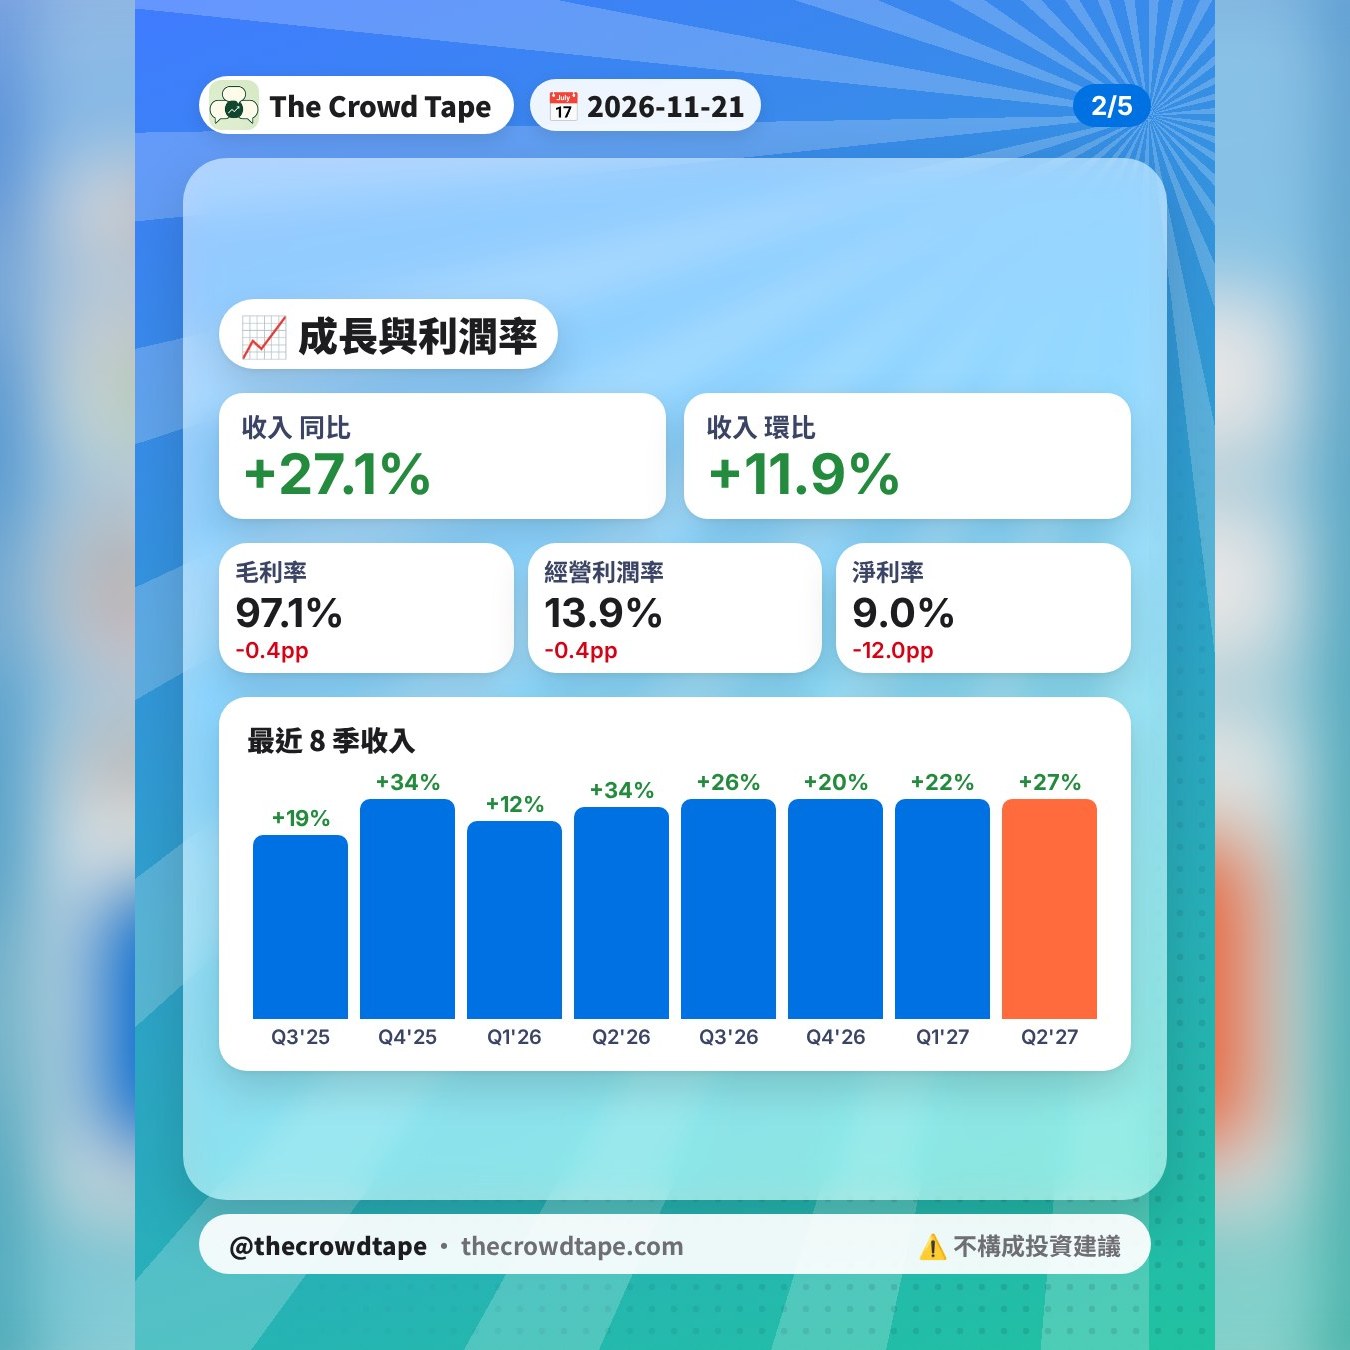 The Crowd Tape
July 17 2026-11-21
2/5
成長與利潤率
收入 同比
+27.1%
收入 環比
+11.9%
毛利率
97.1%
-0.4pp
經營利潤率
13.9%
-0.4pp
淨利率
9.0%
-12.0pp
最近 8 季收入
+19% +34% +12% +34% +26% +20% +22% +27%
Q3'25 Q4'25 Q1'26 Q2'26 Q3'26 Q4'26 Q1'27 Q2'27
@thecrowdtape · thecrowdtape.com
⚠️ 不構成投資建議